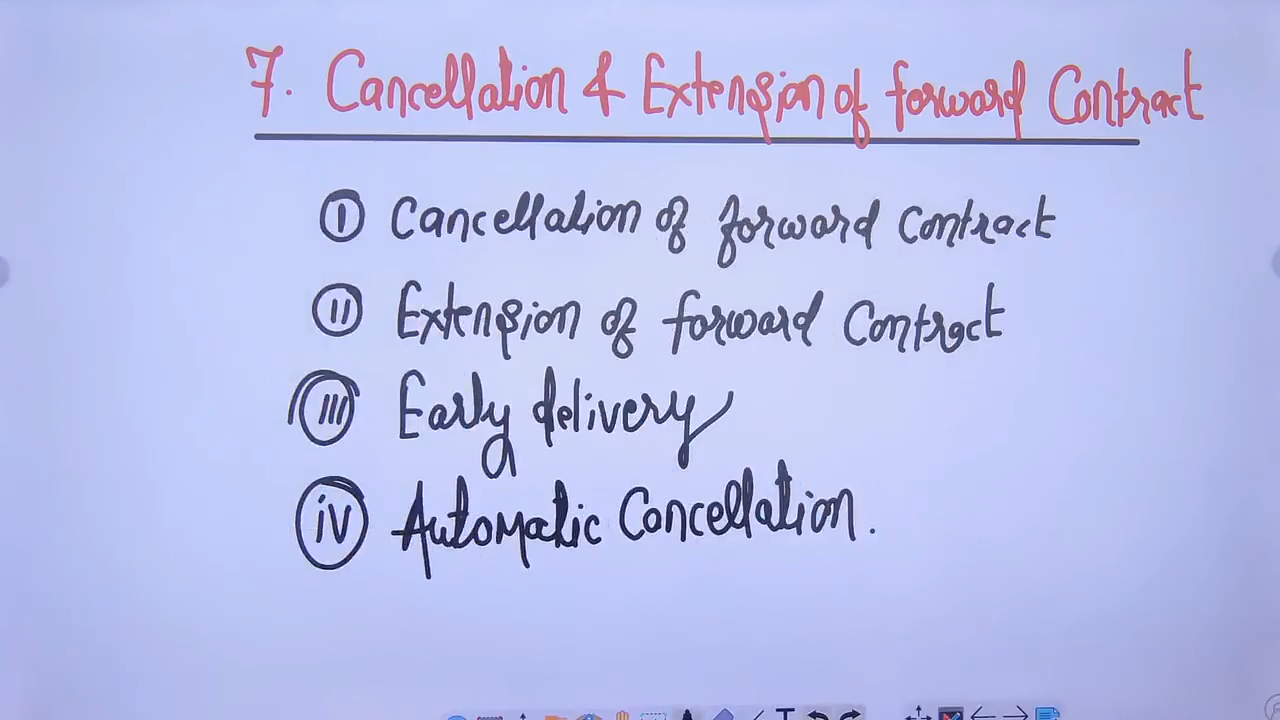 7. Cancellation & Extension of forward Contract
I Cancellation of forward Contract
II Extension of forward Contract
III Early delivery
iv Automatic Cancellation.